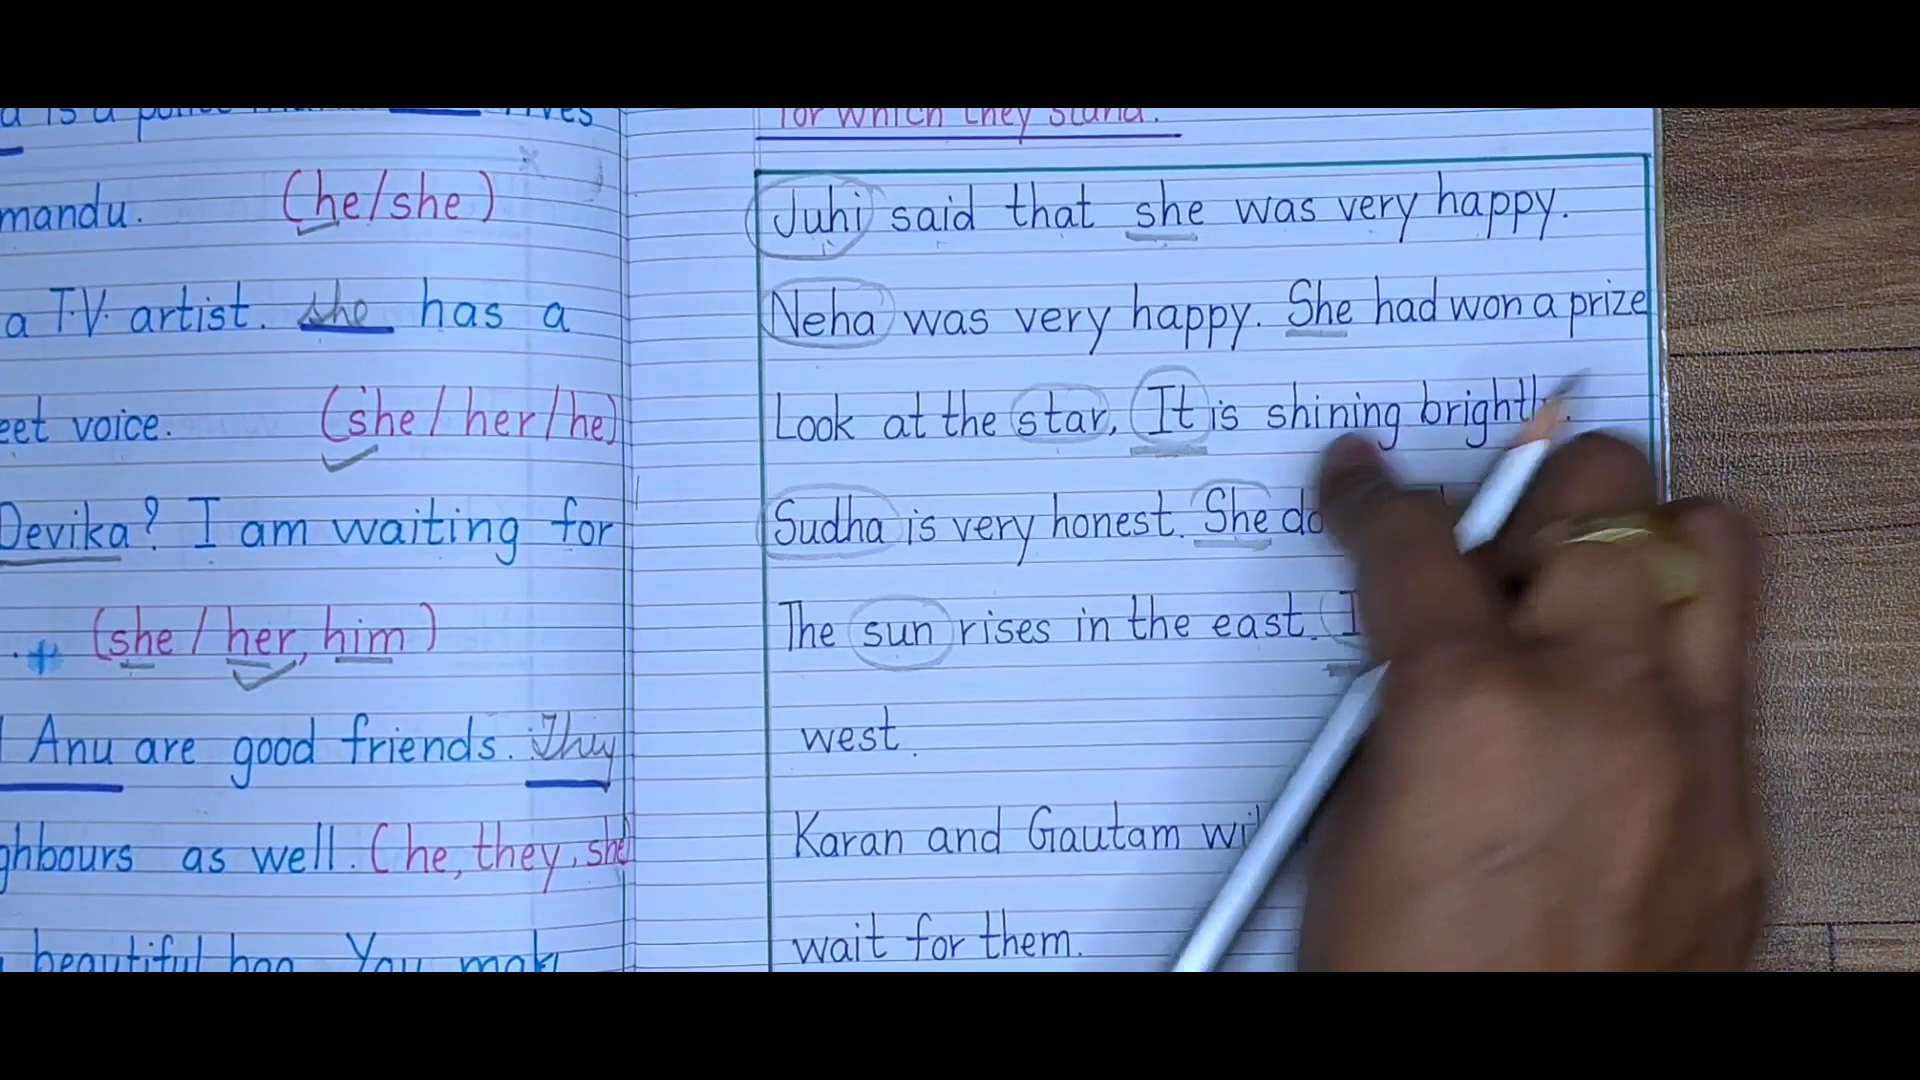 is a lives
for which they stand.
mandu. (he/she)
a T.V. artist. she has a
eet voice. (she/her/he)
Devika? I am waiting for
(she/her, him)
Anu are good friends. They
ghbours as well. (he, they, she)
beautiful You
Juhi said that she was very happy.
Neha was very happy. She had won a prize
Look at the star, It is shining
Sudha is very honest. She do
The sun rises in the east. I
west.
Karan and Gautam
wait for them.